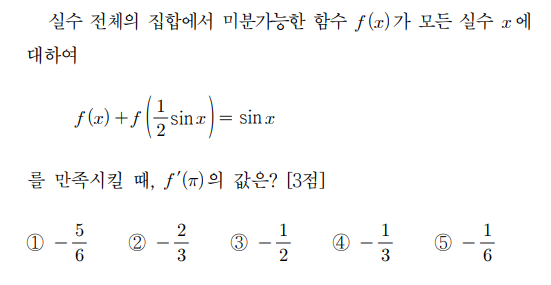 실수 전체의 집합에서 미분가능한 함수 f(x)가 모든 실수 x에
대하여
f(x)+f(1/2 sin x)= sin x
를 만족시킬 때, f′(π)의 값은? [3점]
① −5/6 ② −2/3 ③ −1/2 ④ −1/3 ⑤ −1/6